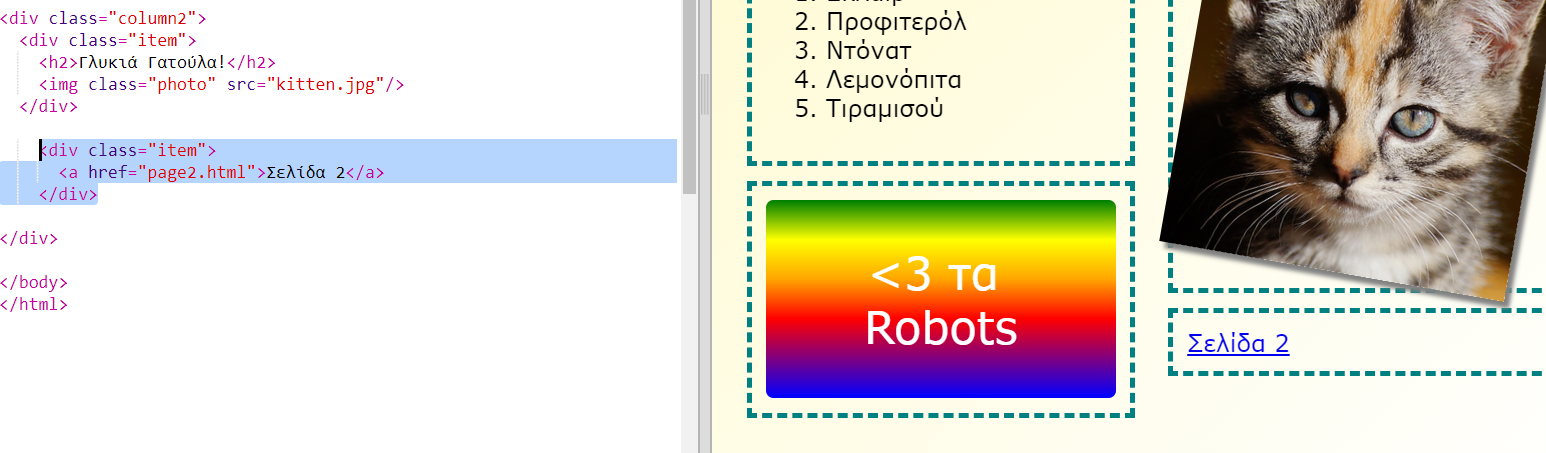 <div class="column2">
<div class="item">
<h2>Γλυκιά Γατούλα!</h2>
<img class="photo" src="kitten.jpg"/>
</div>
<div class="item">
<a href="page2.html">Σελίδα 2</a>
</div>
</div>
</body>
</html>
2. Προφιτερόλ
3. Ντόνατ
4. Λεμονόπιτα
5. Τιραμισού
<3 τα
Robots
Σελίδα 2